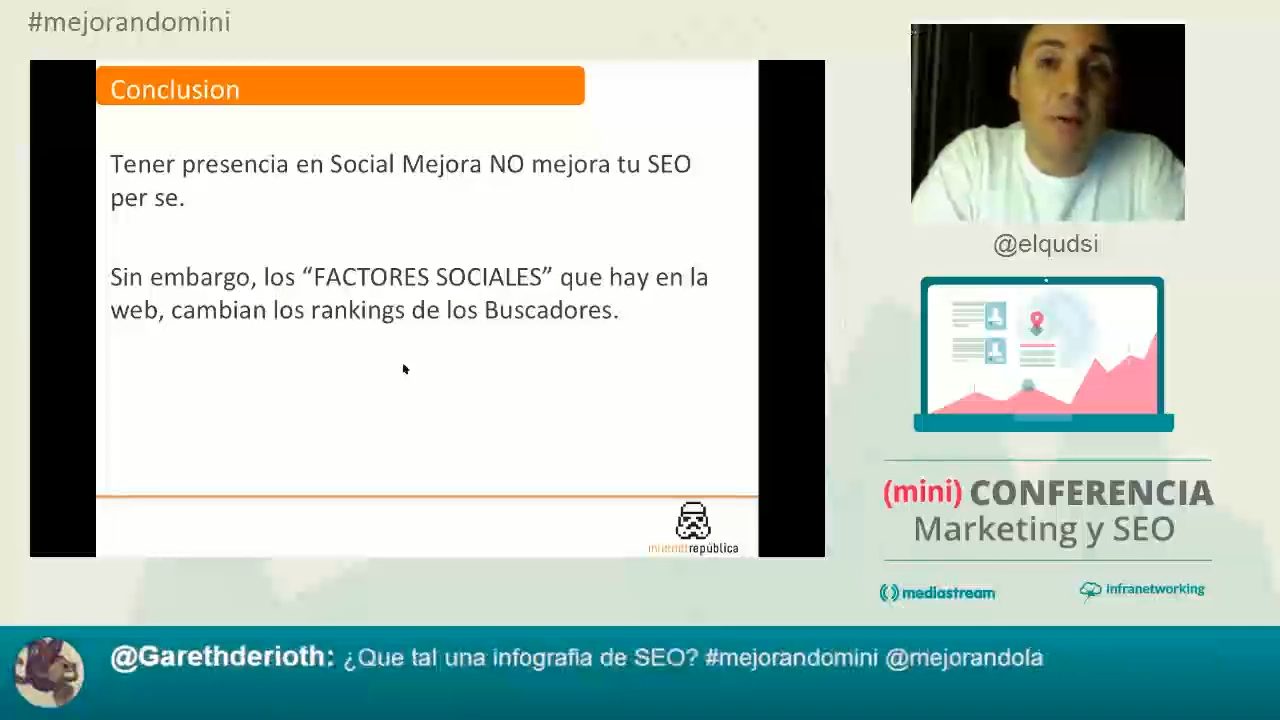 #mejorandomini
Conclusion
Tener presencia en Social Mejora NO mejora tu SEO
per se.
Sin embargo, los “FACTORES SOCIALES” que hay en la
web, cambian los rankings de los Buscadores.
internetrepública
@elqudsi
(mini) CONFERENCIA
Marketing y SEO
mediastream
infranetworking
@Garethderioth: ¿Que tal una infografia de SEO? #mejorandomini @mejorandola